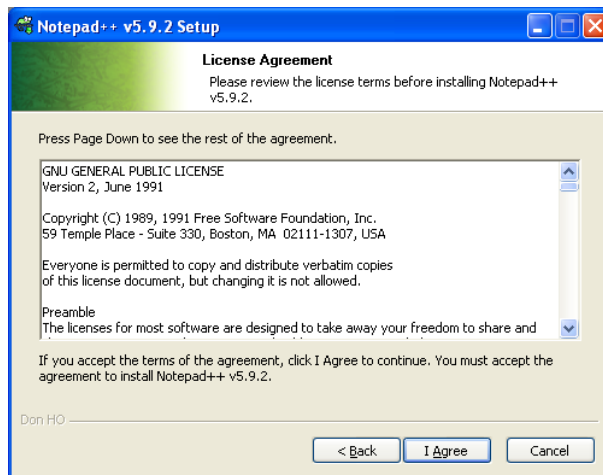 Notepad++ v5.9.2 Setup
License Agreement
Please review the license terms before installing Notepad++
v5.9.2.
Press Page Down to see the rest of the agreement.
GNU GENERAL PUBLIC LICENSE
Version 2, June 1991
Copyright (C) 1989, 1991 Free Software Foundation, Inc.
59 Temple Place - Suite 330, Boston, MA  02111-1307, USA
Everyone is permitted to copy and distribute verbatim copies
of this license document, but changing it is not allowed.
Preamble
The licenses for most software are designed to take away your freedom to share and
If you accept the terms of the agreement, click I Agree to continue. You must accept the
agreement to install Notepad++ v5.9.2.
Don HO
< Back
I Agree
Cancel